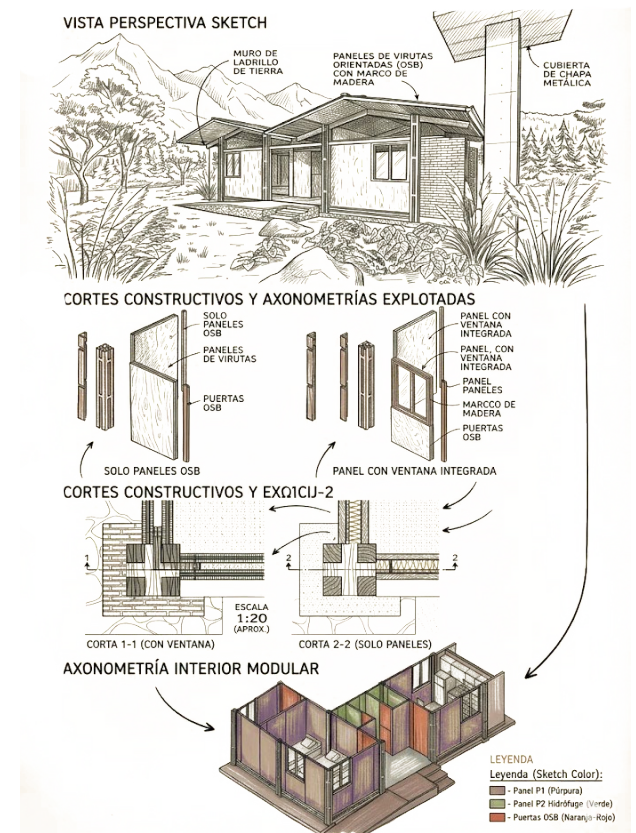 VISTA PERSPECTIVA SKETCH
MURO DE
LADRILLO
DE TIERRA
PANELES DE VIRUTAS
ORIENTADAS (OSB)
CON MARCO DE
MADERA
CUBIERTA
DE CHAPA
METÁLICA
CORTES CONSTRUCTIVOS Y AXONOMETRÍAS EXPLOTADAS
SOLO
PANELES
OSB
PANELES
DE VIRUTAS
PUERTAS
OSB
SOLO PANELES OSB
PANEL CON
VENTANA
INTEGRADA
PANEL, CON
VENTANA
INTEGRADA
PANEL
PANELES
MARCCO DE
MADERA
PUERTAS
OSB
PANEL CON VENTANA INTEGRADA
CORTES CONSTRUCTIVOS Y EXΩ1CIJ-2
1
2
2
ESCALA
1:20
(APROX.)
CORTA 1-1 (CON VENTANA)
CORTA 2-2 (SOLO PANELES)
AXONOMETRÍA INTERIOR MODULAR
LEYENDA
Leyenda (Sketch Color):
- Panel P1 (Púrpura)
- Panel P2 Hidrófuge (Verde)
- Puertas OSB (Naranja-Rojo)